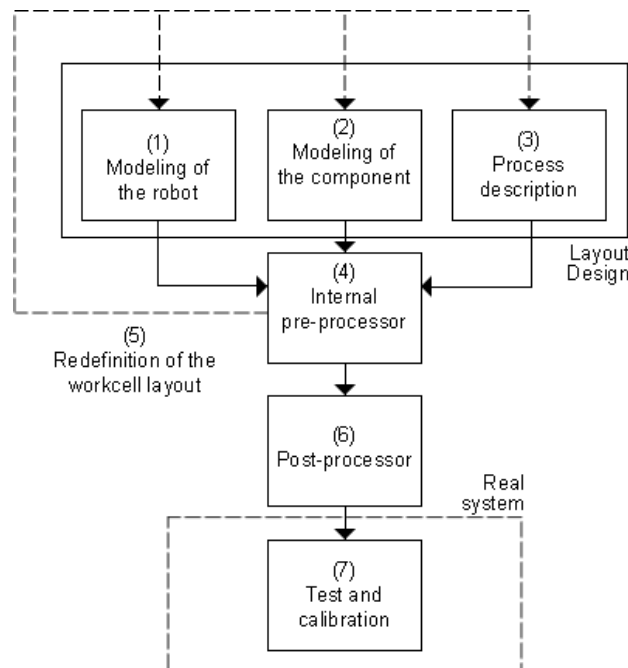 (1)
Modeling of
the robot
(2)
Modeling of
the component
(3)
Process
description
Layout
Design
(4)
Internal
pre-processor
(5)
Redefinition of the
workcell layout
(6)
Post-processor
Real
system
(7)
Test and
calibration